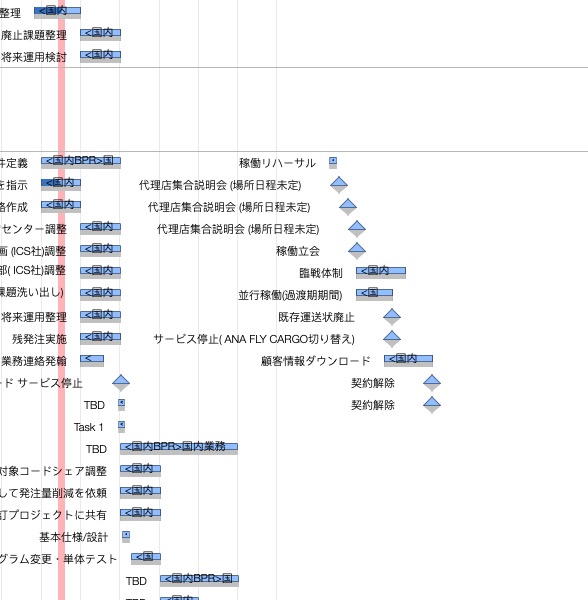 整理 <国内
廃止課題整理 <国内
将来運用検討 <国内
件定義 <国内BPR>国
を指示 <国内
作成 <国内
センター調整 <国内
画 (ICS社)調整 <国内
部( ICS社)調整 <国内
課題洗い出し)
将来運用整理 <国内
残発注実施 <国内
業務連絡発翰 <
ード サービス停止
TBD <
Task 1 <
TBD <国内BPR>国内業務
対象コードシェア調整 <国内
して発注量削減を依頼 <国内
訂プロジェクトに共有 <国内
基本仕様/設計
グラム変更・単体テスト <国
TBD <国内BPR>国
TBD <国内
稼働リハーサル
代理店集合説明会 (場所日程未定)
代理店集合説明会 (場所日程未定)
代理店集合説明会 (場所日程未定)
稼働立会
臨戦体制 <国内
並行稼働(過渡期期間) <国
既存運送状廃止
サービス停止( ANA FLY CARGO切り替え)
顧客情報ダウンロード <国内
契約解除
契約解除